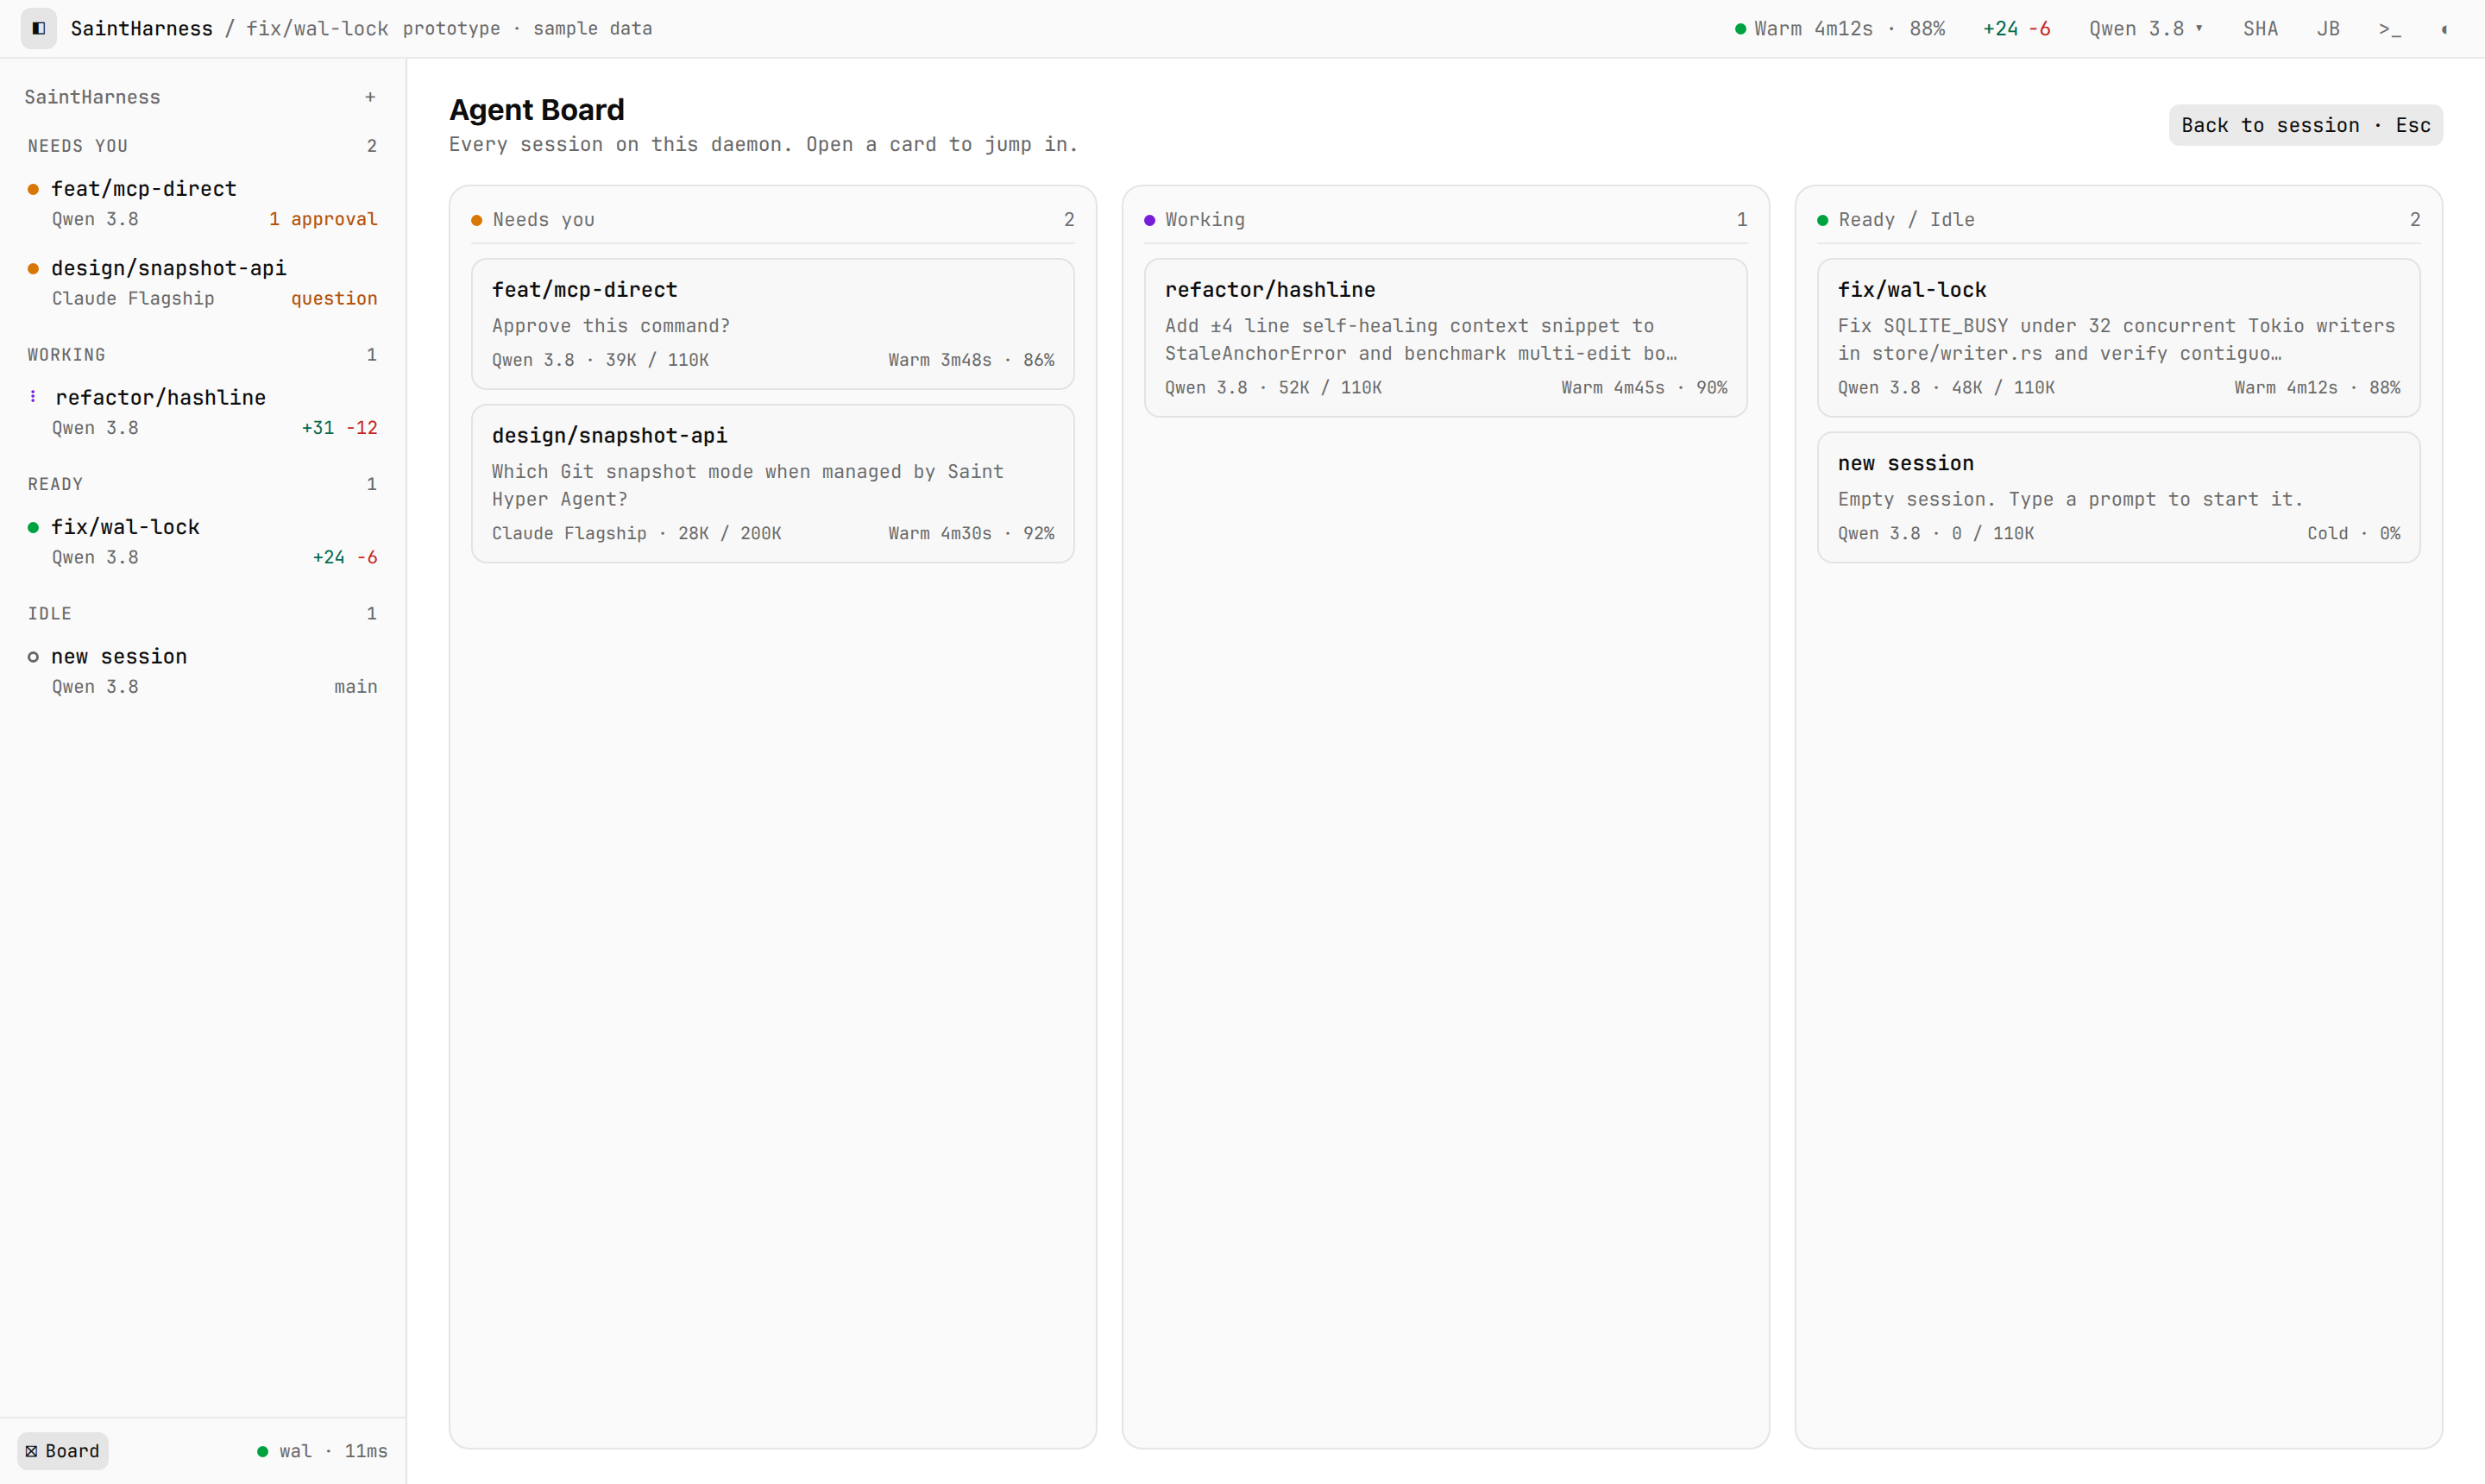 SaintHarness / fix/wal-lock prototype · sample data
Warm 4m12s · 88% +24 -6 Qwen 3.8 ▾ SHA JB >_
SaintHarness +
NEEDS YOU 2
feat/mcp-direct
Qwen 3.8 1 approval
design/snapshot-api
Claude Flagship question
WORKING 1
refactor/hashline
Qwen 3.8 +31 -12
READY 1
fix/wal-lock
Qwen 3.8 +24 -6
IDLE 1
new session
Qwen 3.8 main
Board wal · 11ms
Agent Board
Every session on this daemon. Open a card to jump in.
Back to session · Esc
Needs you 2
feat/mcp-direct
Approve this command?
Qwen 3.8 · 39K / 110K Warm 3m48s · 86%
design/snapshot-api
Which Git snapshot mode when managed by Saint
Hyper Agent?
Claude Flagship · 28K / 200K Warm 4m30s · 92%
Working 1
refactor/hashline
Add ±4 line self-healing context snippet to
StaleAnchorError and benchmark multi-edit bo…
Qwen 3.8 · 52K / 110K Warm 4m45s · 90%
Ready / Idle 2
fix/wal-lock
Fix SQLITE_BUSY under 32 concurrent Tokio writers
in store/writer.rs and verify contiguo…
Qwen 3.8 · 48K / 110K Warm 4m12s · 88%
new session
Empty session. Type a prompt to start it.
Qwen 3.8 · 0 / 110K Cold · 0%